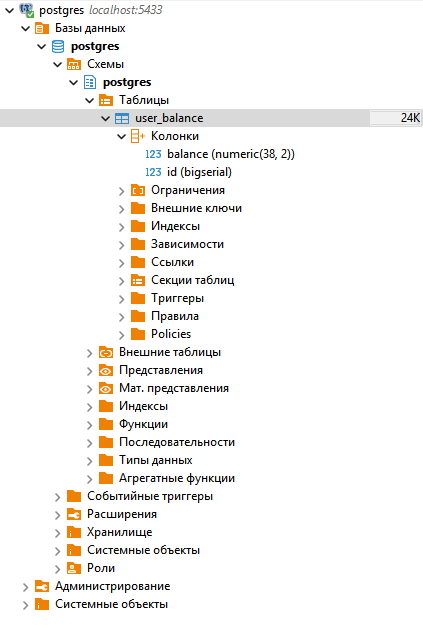 postgres localhost:5433
Базы данных
postgres
Схемы
postgres
Таблицы
user_balance 24K
Колонки
123 balance (numeric(38, 2))
123 id (bigserial)
Ограничения
Внешние ключи
Индексы
Зависимости
Ссылки
Секции таблиц
Триггеры
Правила
Policies
Внешние таблицы
Представления
Мат. представления
Индексы
Функции
Последовательности
Типы данных
Агрегатные функции
Событийные триггеры
Расширения
Хранилище
Системные объекты
Роли
Администрирование
Системные объекты